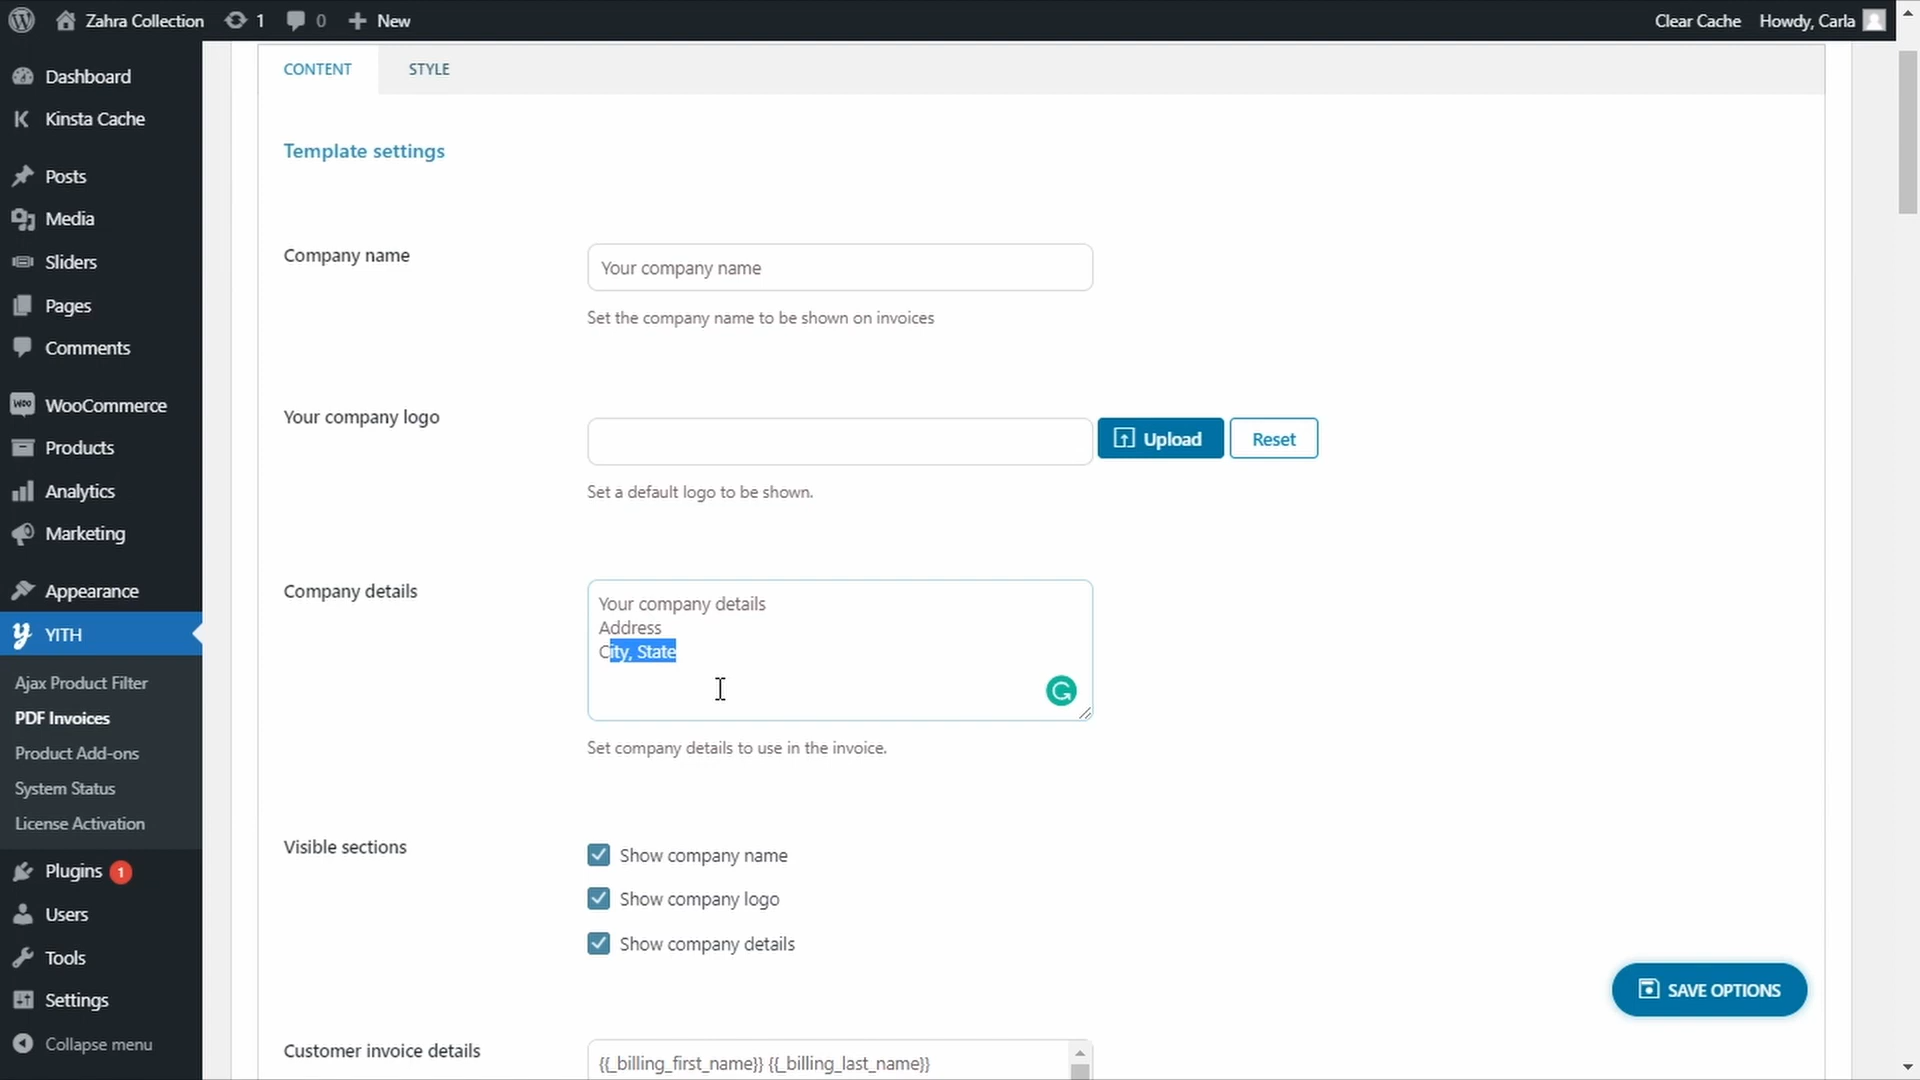 Zahra Collection
1
0
New
Clear Cache
Howdy, Carla
Dashboard
Kinsta Cache
Posts
Media
Sliders
Pages
Comments
WooCommerce
Products
Analytics
Marketing
Appearance
YITH
Ajax Product Filter
PDF Invoices
Product Add-ons
System Status
License Activation
Plugins 1
Users
Tools
Settings
Collapse menu
CONTENT
STYLE
Template settings
Company name
Your company name
Set the company name to be shown on invoices
Your company logo
Upload
Reset
Set a default logo to be shown.
Company details
Your company details
Address
City, State
Set company details to use in the invoice.
Visible sections
Show company name
Show company logo
Show company details
SAVE OPTIONS
Customer invoice details
{{_billing_first_name}} {{_billing_last_name}}